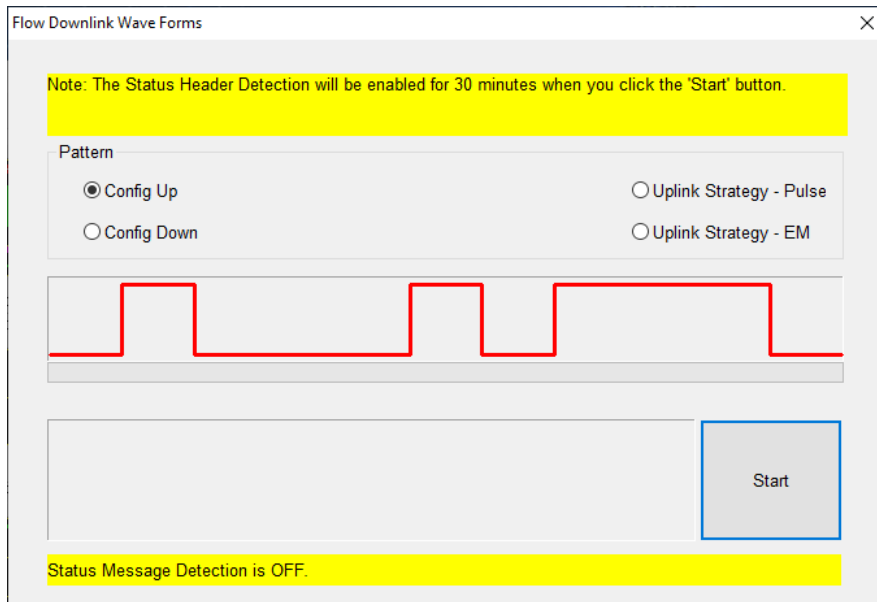 Flow Downlink Wave Forms
Note: The Status Header Detection will be enabled for 30 minutes when you click the 'Start' button.
Pattern
Config Up
Uplink Strategy - Pulse
Config Down
Uplink Strategy - EM
Start
Status Message Detection is OFF.